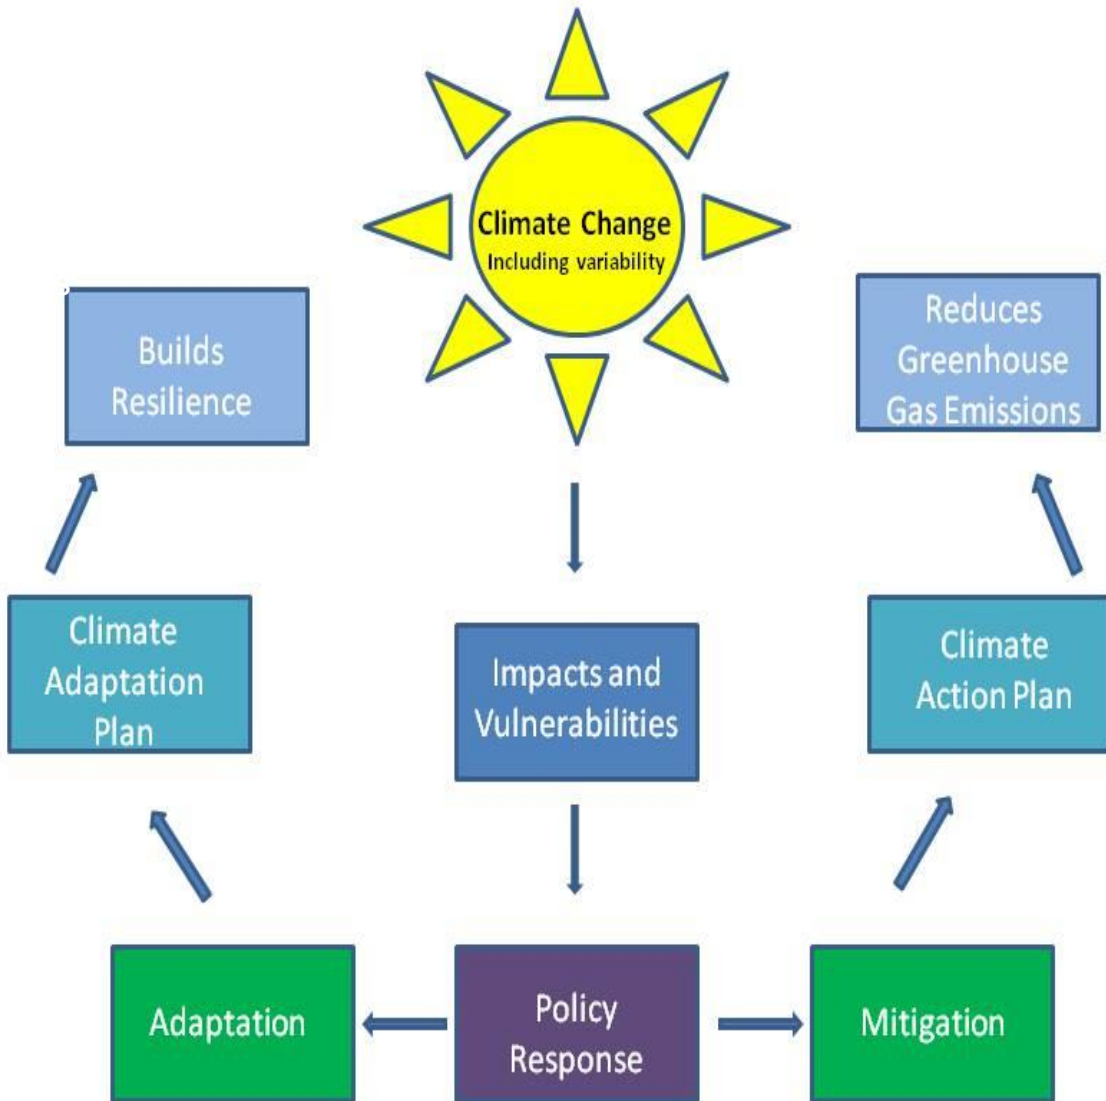 Climate Change
Including variability
Builds
Resilience
Reduces
Greenhouse
Gas Emissions
Climate
Adaptation
Plan
Impacts and
Vulnerabilities
Climate
Action Plan
Adaptation
Policy
Response
Mitigation